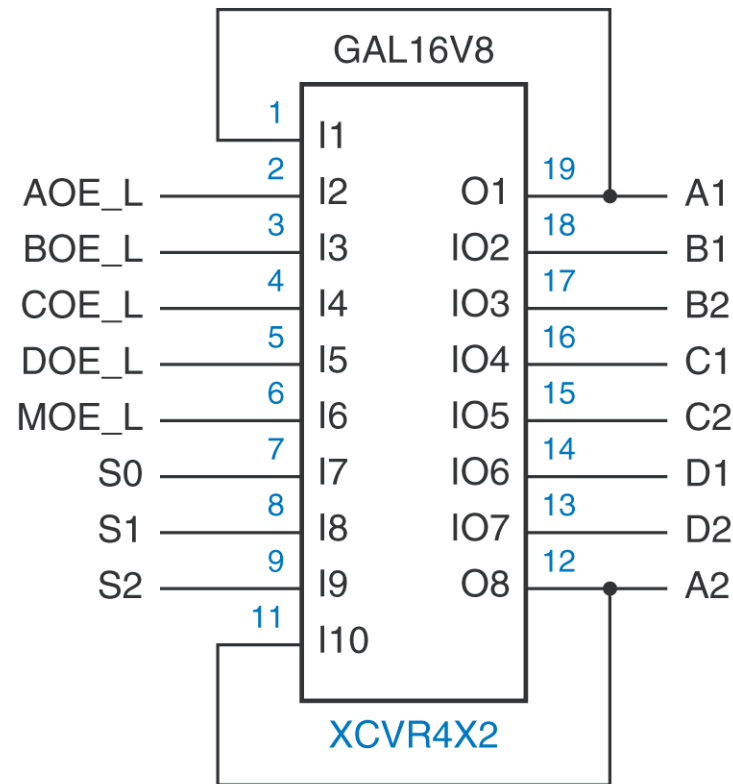 GAL16V8
1 I1
AOE_L 2 I2 O1 19 A1
BOE_L 3 I3 IO2 18 B1
COE_L 4 I4 IO3 17 B2
DOE_L 5 I5 IO4 16 C1
MOE_L 6 I6 IO5 15 C2
S0 7 I7 IO6 14 D1
S1 8 I8 IO7 13 D2
S2 9 I9 O8 12 A2
11 I10
XCVR4X2